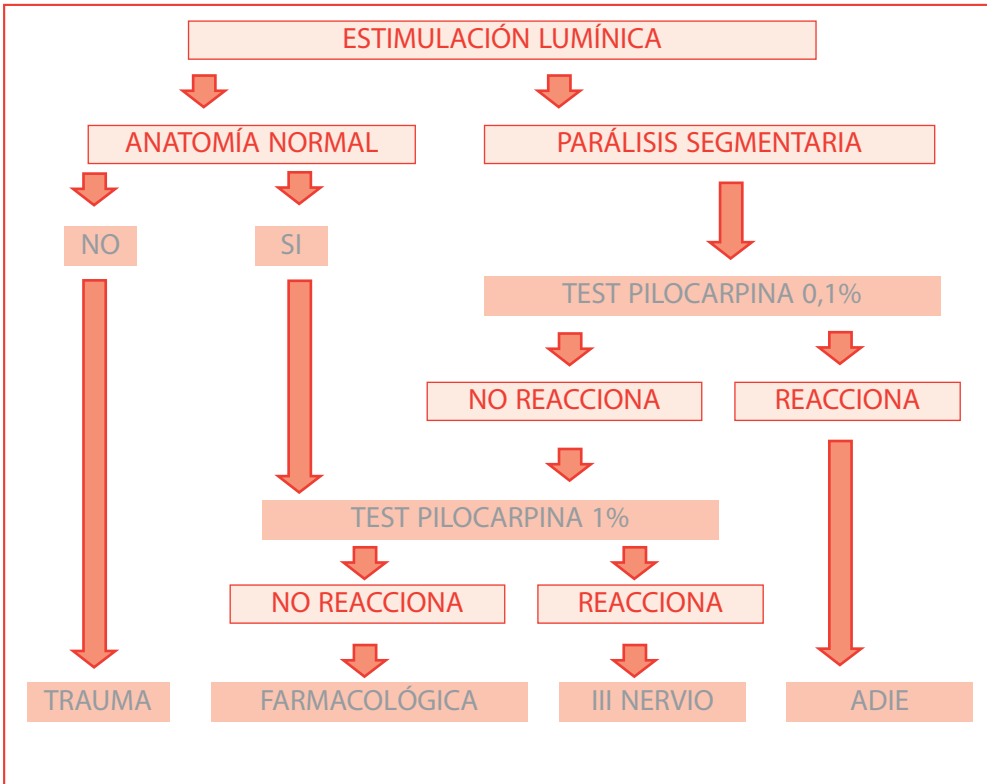 ESTIMULACIÓN LUMÍNICA
ANATOMÍA NORMAL
PARÁLISIS SEGMENTARIA
NO
SI
TEST PILOCARPINA 0,1%
NO REACCIONA
REACCIONA
TEST PILOCARPINA 1%
NO REACCIONA
REACCIONA
TRAUMA
FARMACOLÓGICA
III NERVIO
ADIE